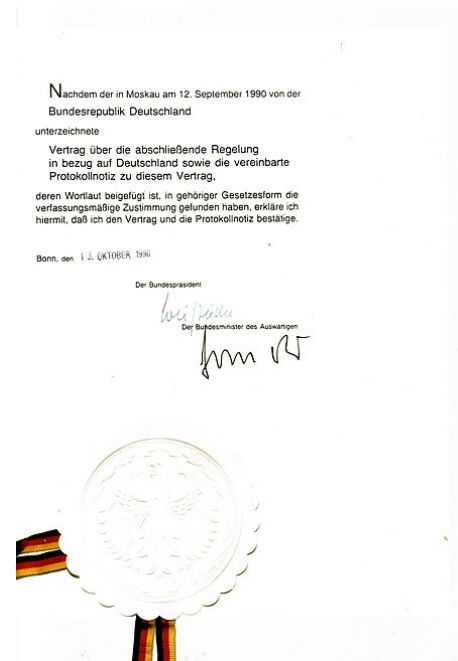 Nachdem der in Moskau am 12. September 1990 von der
Bundesrepublik Deutschland
unterzeichnete
Vertrag über die abschließende Regelung
in bezug auf Deutschland sowie die vereinbarte
Protokollnotiz zu diesem Vertrag,
deren Wortlaut beigefügt ist, in gehöriger Gesetzesform die
verfassungsmäßige Zustimmung gefunden haben, erkläre ich
hiermit, daß ich den Vertrag und die Protokollnotiz bestätige.
Bonn, den 13. OKTOBER 1990
Der Bundespräsident
Der Bundesminister des Auswärtigen